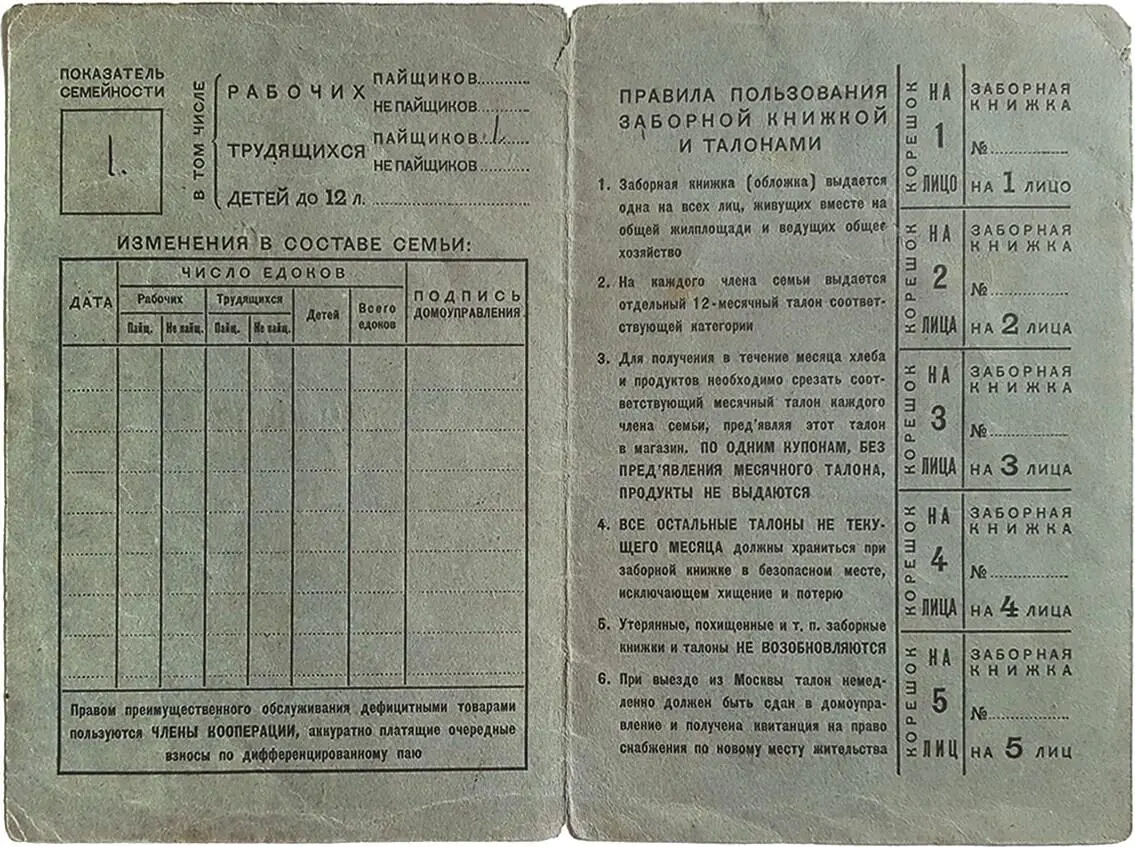 ПОКАЗАТЕЛЬ
СЕМЕЙНОСТИ
1.
В ТОМ ЧИСЛЕ
РАБОЧИХ
ПАЙЩИКОВ
НЕ ПАЙЩИКОВ
ТРУДЯЩИХСЯ
ПАЙЩИКОВ 1
НЕ ПАЙЩИКОВ
ДЕТЕЙ ДО 12 Л.
ИЗМЕНЕНИЯ В СОСТАВЕ СЕМЬИ:
ДАТА
ЧИСЛО ЕДОКОВ
Рабочих
Трудящихся
Детей
Всего
едоков
Пайщ.
Не пайщ.
Пайщ.
Не пайщ.
ПОДПИСЬ
ДОМОУПРАВЛЕНИЯ
Правом преимущественного обслуживания дефицитными товарами
пользуются ЧЛЕНЫ КООПЕРАЦИИ, аккуратно платящие очередные
взносы по дифференцированному паю
ПРАВИЛА ПОЛЬЗОВАНИЯ
ЗАБОРНОЙ КНИЖКОЙ
И ТАЛОНАМИ
1. Заборная книжка (обложка) выдается
одна на всех лиц, живущих вместе на
общей жилплощади и ведущих общее
хозяйство
2. На каждого члена семьи выдается
отдельный 12-месячный талон соответ-
ствующей категории
3. Для получения в течение месяца хлеба
и продуктов необходимо срезать соот-
ветствующий месячный талон каждого
члена семьи, пред'являя этот талон
в магазин. ПО ОДНИМ КУПОНАМ, БЕЗ
ПРЕД'ЯВЛЕНИЯ МЕСЯЧНОГО ТАЛОНА,
ПРОДУКТЫ НЕ ВЫДАЮТСЯ
4. ВСЕ ОСТАЛЬНЫЕ ТАЛОНЫ НЕ ТЕКУ-
ЩЕГО МЕСЯЦА должны храниться при
заборной книжке в безопасном месте,
исключающем хищение и потерю
5. Утерянные, похищенные и т. п. заборные
книжки и талоны НЕ ВОЗОБНОВЛЯЮТСЯ
6. При выезде из Москвы талон немед-
ленно должен быть сдан в домоупра-
вление и получена квитанция на право
снабжения по новому месту жительства
КОРЕШОК
НА
1
ЛИЦО
ЗАБОРНАЯ
КНИЖКА
№
НА 1 ЛИЦО
КОРЕШОК
НА
2
ЛИЦА
ЗАБОРНАЯ
КНИЖКА
№
НА 2 ЛИЦА
КОРЕШОК
НА
3
ЛИЦА
ЗАБОРНАЯ
КНИЖКА
№
НА 3 ЛИЦА
КОРЕШОК
НА
4
ЛИЦА
ЗАБОРНАЯ
КНИЖКА
№
НА 4 ЛИЦА
КОРЕШОК
НА
5
ЛИЦ
ЗАБОРНАЯ
КНИЖКА
№
НА 5 ЛИЦ